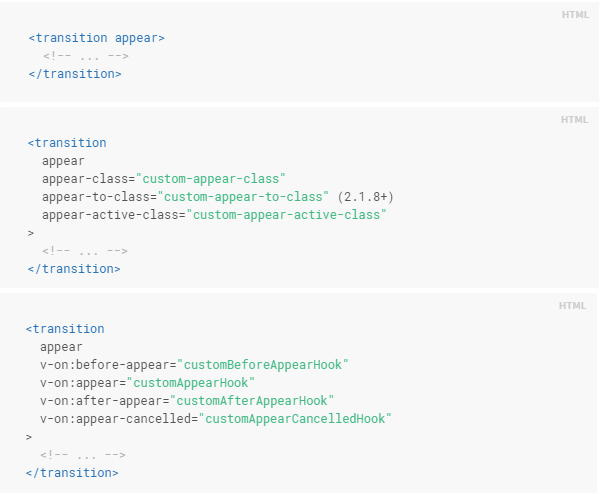 HTML
<transition appear>
  <!-- ... -->
</transition>
HTML
<transition
  appear
  appear-class="custom-appear-class"
  appear-to-class="custom-appear-to-class" (2.1.8+)
  appear-active-class="custom-appear-active-class"
>
  <!-- ... -->
</transition>
HTML
<transition
  appear
  v-on:before-appear="customBeforeAppearHook"
  v-on:appear="customAppearHook"
  v-on:after-appear="customAfterAppearHook"
  v-on:appear-cancelled="customAppearCancelledHook"
>
  <!-- ... -->
</transition>